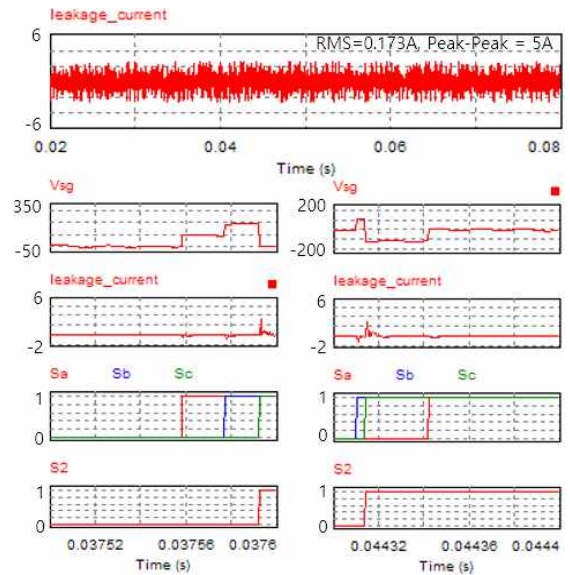 leakage_current
6
RMS=0.173A, Peak-Peak = 5A
-6
0.02 0.04 0.06 0.08
Time (s)
Vsg
350
-50
leakage_current
6
-2
Sa Sb Sc
1
0
S2
1
0
0.03752 0.03756 0.0376
Time (s)
Vsg
200
-200
leakage_current
6
-2
Sa Sb Sc
1
0
S2
1
0
0.04432 0.04436 0.0444
Time (s)